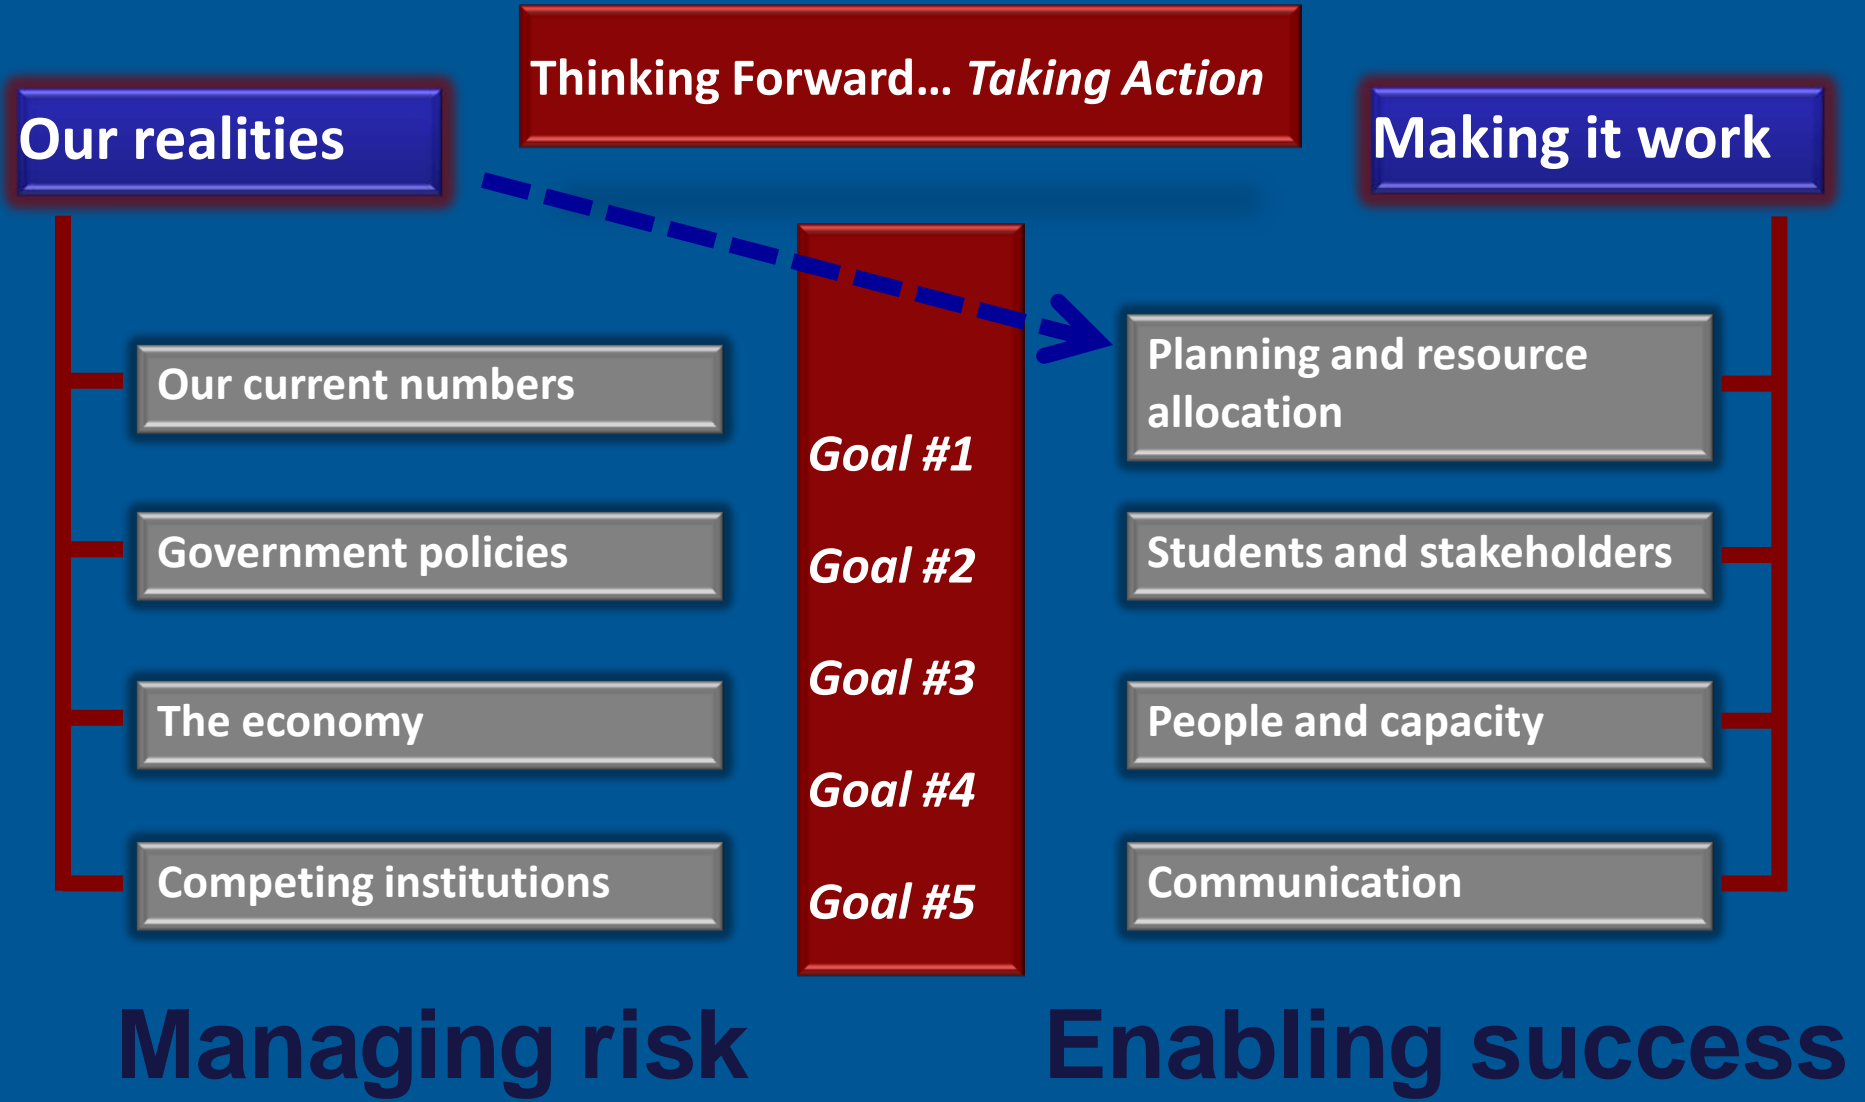 Thinking Forward... Taking Action
Our realities
Making it work
Our current numbers
Government policies
The economy
Competing institutions
Goal #1
Goal #2
Goal #3
Goal #4
Goal #5
Planning and resource
allocation
Students and stakeholders
People and capacity
Communication
Managing risk
Enabling success